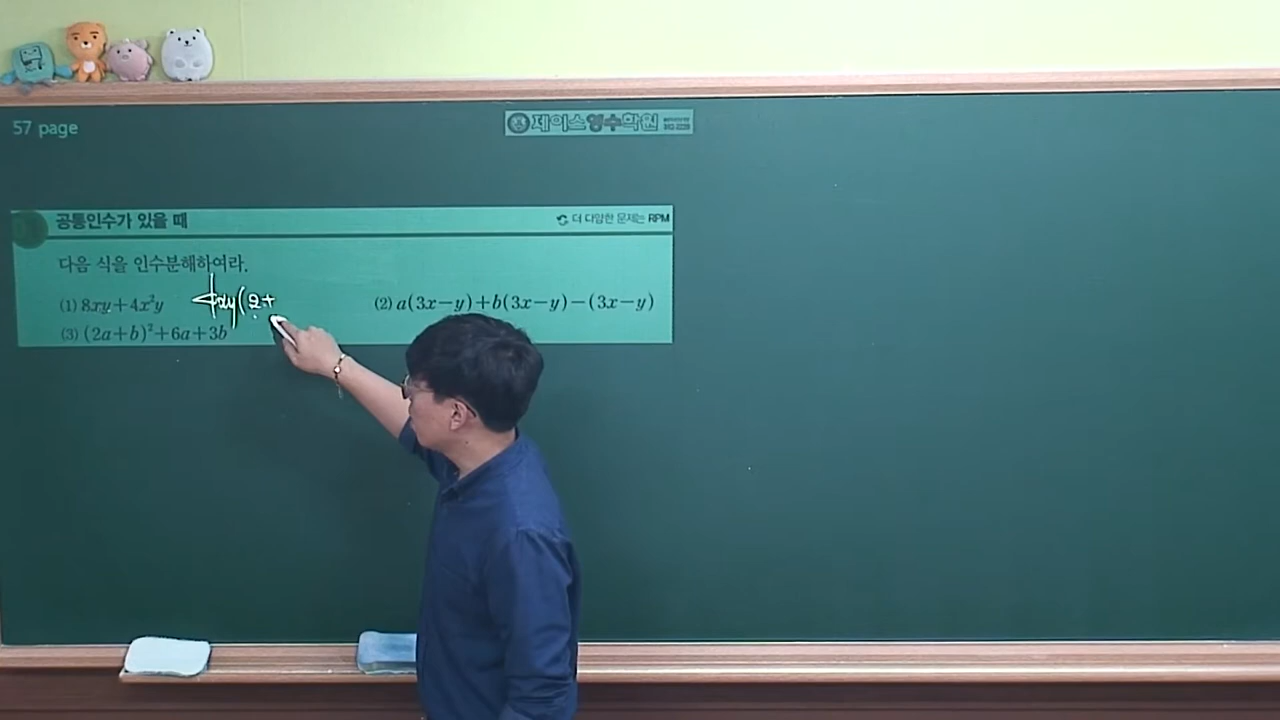 57 page
제이스영수학원
공통인수가 있을 때
더 다양한 문제는 RPM
다음 식을 인수분해하여라.
(1) 8xy+4x²y
4xy(2+
(2) a(3x−y)+b(3x−y)−(3x−y)
(3) (2a+b)²+6a+3b